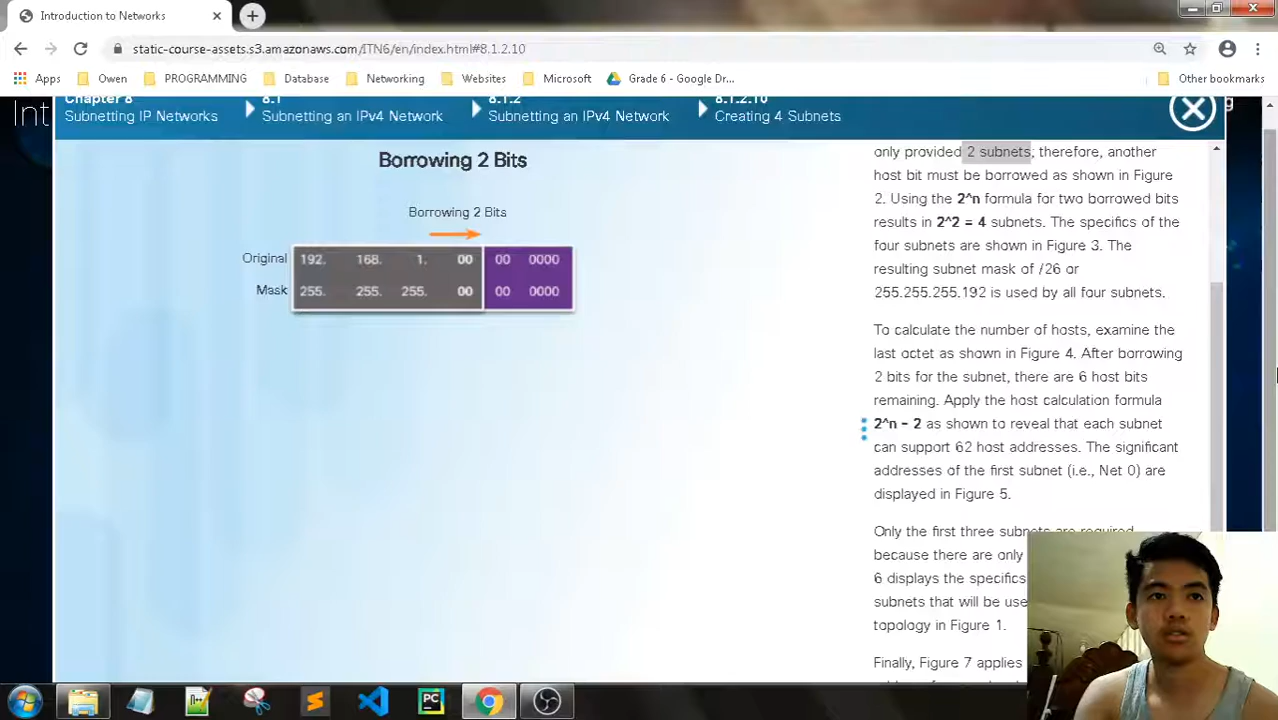 Introduction to Networks
static-course-assets.s3.amazonaws.com/ITN6/en/index.html#8.1.2.10
Apps Owen PROGRAMMING Database Networking Websites Microsoft Grade 6 - Google Dr... Other bookmarks
Int
Chapter 8 8.1 8.1.2 8.1.2.10
Subnetting IP Networks Subnetting an IPv4 Network Subnetting an IPv4 Network Creating 4 Subnets
Borrowing 2 Bits
Borrowing 2 Bits
Original 192. 168. 1. 00 00 0000
Mask 255. 255. 255. 00 00 0000
only provided 2 subnets; therefore, another
host bit must be borrowed as shown in Figure
2. Using the 2^n formula for two borrowed bits
results in 2^2 = 4 subnets. The specifics of the
four subnets are shown in Figure 3. The
resulting subnet mask of /26 or
255.255.255.192 is used by all four subnets.
To calculate the number of hosts, examine the
last octet as shown in Figure 4. After borrowing
2 bits for the subnet, there are 6 host bits
remaining. Apply the host calculation formula
2^n - 2 as shown to reveal that each subnet
can support 62 host addresses. The significant
addresses of the first subnet (i.e., Net 0) are
displayed in Figure 5.
Only the first three subnets are required
because there are only
6 displays the specifics
subnets that will be use
topology in Figure 1.
Finally, Figure 7 applies
PC